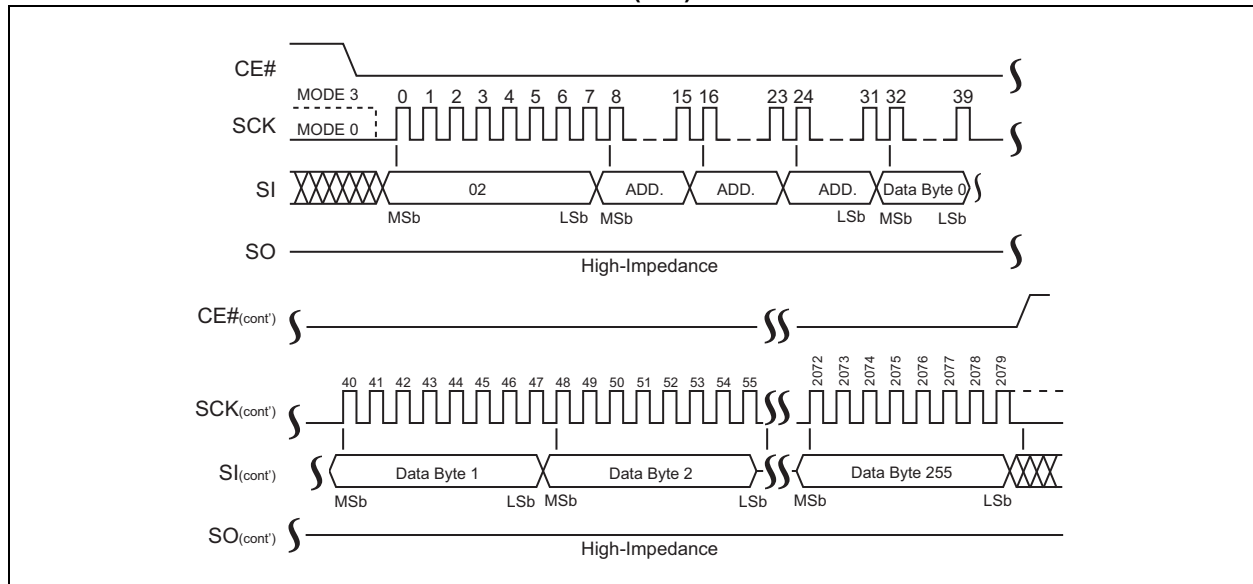 CE#
MODE 3
0 1 2 3 4 5 6 7 8 15 16 23 24 31 32 39
SCK
MODE 0
SI
02 ADD. ADD. ADD. Data Byte 0
MSb LSb MSb LSb MSb LSb
SO
High-Impedance
CE#(cont')
40 41 42 43 44 45 46 47 48 49 50 51 52 53 54 55 2072 2073 2074 2075 2076 2077 2078 2079
SCK(cont')
SI(cont') Data Byte 1 Data Byte 2 Data Byte 255
MSb LSb MSb LSb MSb LSb
SO(cont')
High-Impedance